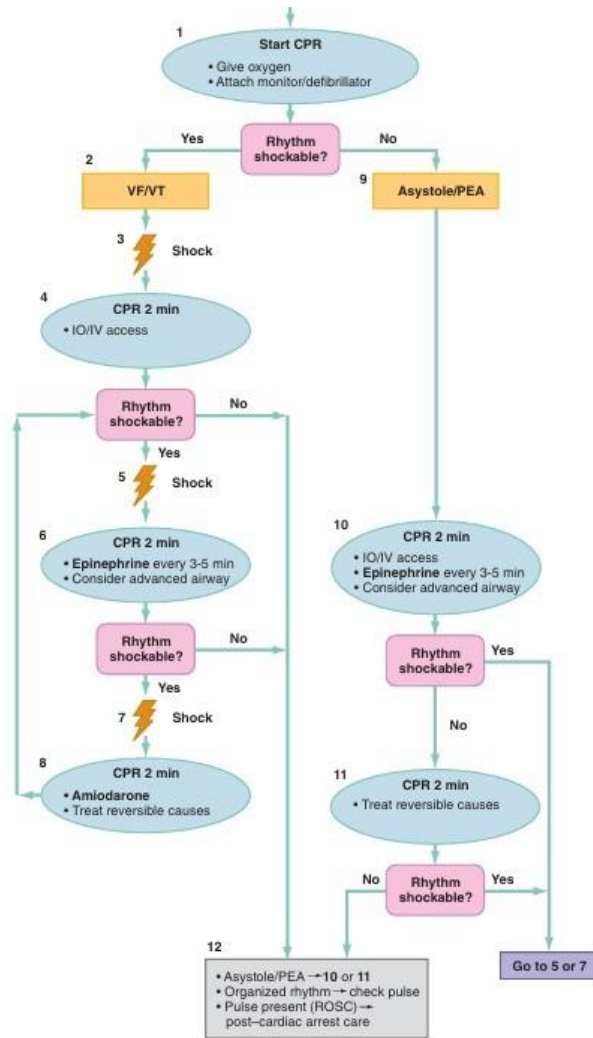 1
Start CPR
• Give oxygen
• Attach monitor/defibrillator
Rhythm
shockable?
Yes
No
2
VF/VT
9
Asystole/PEA
3
Shock
4
CPR 2 min
• IO/IV access
Rhythm
shockable?
No
Yes
5
Shock
6
CPR 2 min
• Epinephrine every 3-5 min
• Consider advanced airway
Rhythm
shockable?
No
Yes
7
Shock
8
CPR 2 min
• Amiodarone
• Treat reversible causes
10
CPR 2 min
• IO/IV access
• Epinephrine every 3-5 min
• Consider advanced airway
Rhythm
shockable?
Yes
No
11
CPR 2 min
• Treat reversible causes
Rhythm
shockable?
No
Yes
12
• Asystole/PEA → 10 or 11
• Organized rhythm → check pulse
• Pulse present (ROSC) →
post–cardiac arrest care
Go to 5 or 7